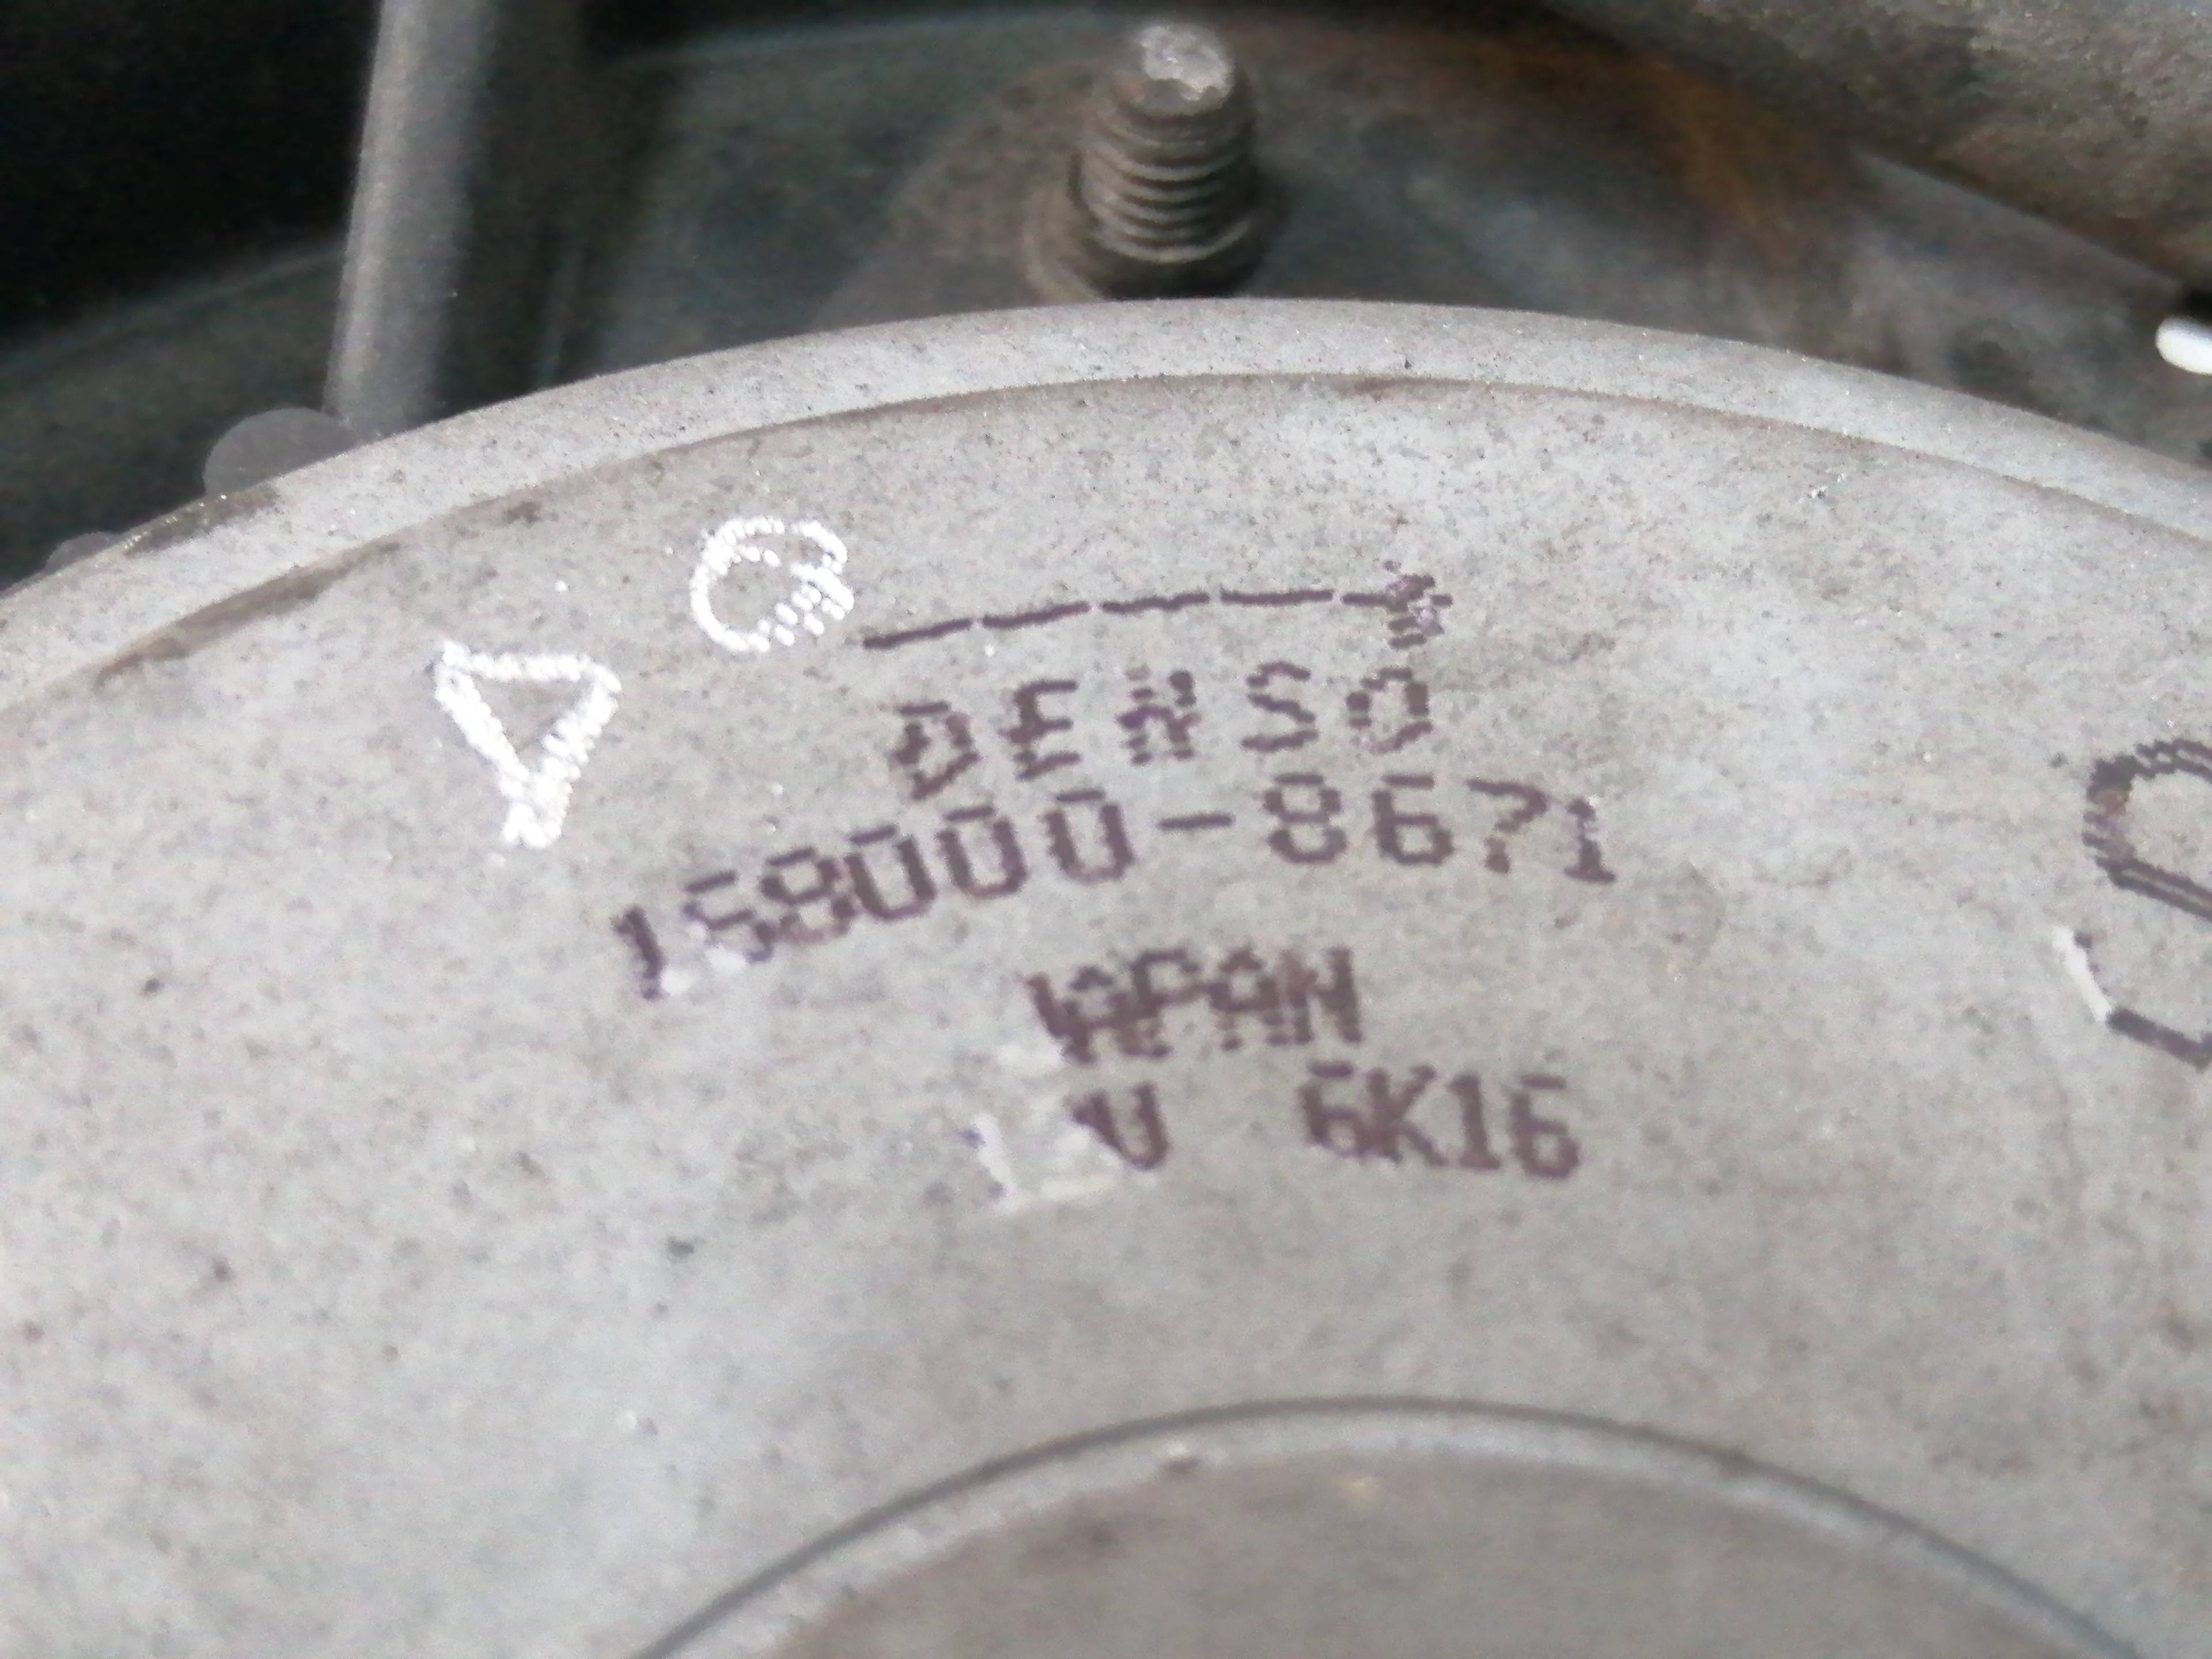 DENSO
158000-8671
JAPAN
U 6K16